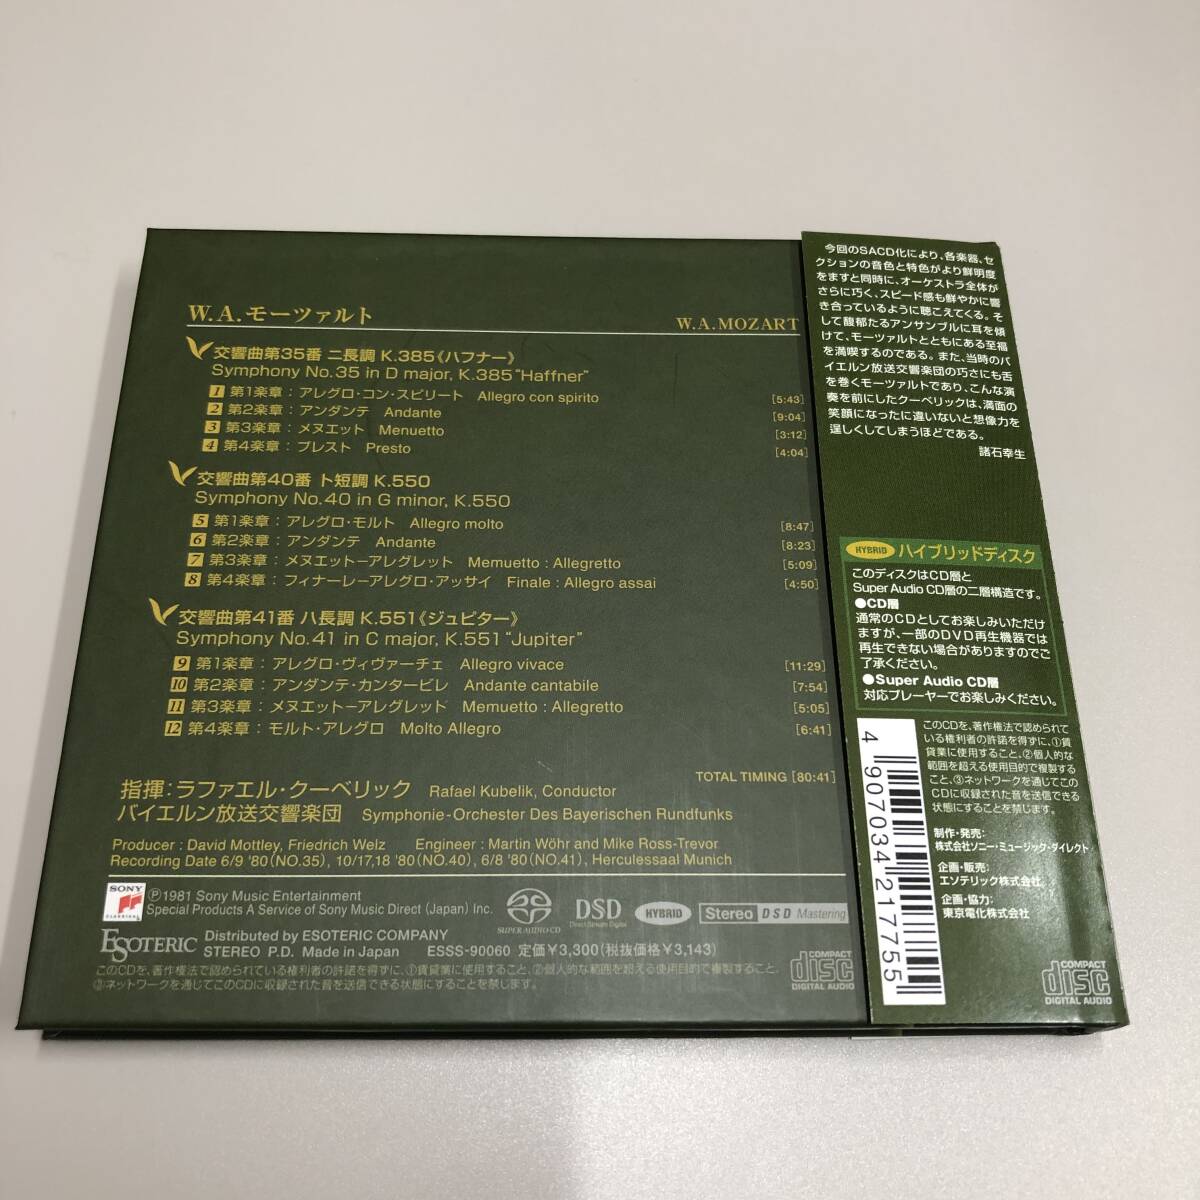 W.A.モーツァルト
W.A.MOZART
交響曲第35番 ニ長調 K.385《ハフナー》
Symphony No.35 in D major, K.385 "Haffner"
1 第1楽章：アレグロ・コン・スピリート Allegro con spirito [5:43]
2 第2楽章：アンダンテ Andante [9:04]
3 第3楽章：メヌエット Menuetto [3:12]
4 第4楽章：プレスト Presto [4:04]
交響曲第40番 ト短調 K.550
Symphony No.40 in G minor, K.550
5 第1楽章：アレグロ・モルト Allegro molto [8:47]
6 第2楽章：アンダンテ Andante [8:23]
7 第3楽章：メヌエットーアレグレット Memuetto : Allegretto [5:09]
8 第4楽章：フィナーレーアレグロ・アッサイ Finale : Allegro assai [4:50]
交響曲第41番 ハ長調 K.551《ジュピター》
Symphony No.41 in C major, K.551 "Jupiter"
9 第1楽章：アレグロ・ヴィヴァーチェ Allegro vivace [11:29]
10 第2楽章：アンダンテ・カンタービレ Andante cantabile [7:54]
11 第3楽章：メヌエットーアレグレット Memuetto : Allegretto [5:05]
12 第4楽章：モルト・アレグロ Molto Allegro [6:41]
TOTAL TIMING [80:41]
指揮：ラファエル・クーベリック Rafael Kubelik, Conductor
バイエルン放送交響楽団 Symphonie-Orchester Des Bayerischen Rundfunks
Producer : David Mottley, Friedrich Welz Engineer : Martin Wöhr and Mike Ross-Trevor
Recording Date 6/9 '80 (NO.35), 10/17,18 '80 (NO.40), 6/8 '80 (NO.41), Herculessaal Munich
SONY
CLASSICAL
Ⓟ1981 Sony Music Entertainment
Special Products A Service of Sony Music Direct (Japan) Inc.
SUPER AUDIO CD
DSD
Direct Stream Digital
HYBRID
Stereo DSD Mastering
ESOTERIC
Distributed by ESOTERIC COMPANY
STEREO P.D. Made in Japan ESSS-90060 定価￥3,300(税抜価格￥3,143)
このCDを、著作権法で認められている権利者の許諾を得ずに、①賃貸業に使用すること、②個人的な範囲を超える使用目的で複製すること、
③ネットワークを通じてこのCDに収録された音を送信できる状態にすることを禁じます。
COMPACT
disc
DIGITAL AUDIO
今回のSACD化により、各楽器、セ
クションの音色と特色がより鮮明度
をますと同時に、オーケストラ全体が
さらに巧く、スピード感も鮮やかに響
き合っているように聴こえてくる。そ
して馥郁たるアンサンブルに耳を傾
けて、モーツァルトとともにある至福
を満喫するのである。また、当時のバ
イエルン放送交響楽団の巧さにも舌
を巻くモーツァルトであり、こんな演
奏を前にしたクーベリックは、満面の
笑顔になったに違いないと想像力を
逞しくしてしまうほどである。
諸石幸生
HYBRID ハイブリッドディスク
このディスクはCD層と
Super Audio CD層の二層構造です。
●CD層
通常のCDとしてお楽しみいただけ
ますが、一部のDVD再生機器では
再生できない場合がありますのでご
了承ください。
●Super Audio CD層
対応プレーヤーでお楽しみください。
このCDを、著作権法で認められて
いる権利者の許諾を得ずに、①賃
貸業に使用すること、②個人的な
範囲を超える使用目的で複製する
こと、③ネットワークを通じてこの
CDに収録された音を送信できる
状態にすることを禁じます。
制作・発売：
株式会社ソニー・ミュージック・ダイレクト
企画・販売：
エソテリック株式会社
企画・協力：
東京電化株式会社
4 907034 217755
COMPACT
disc
DIGITAL AUDIO